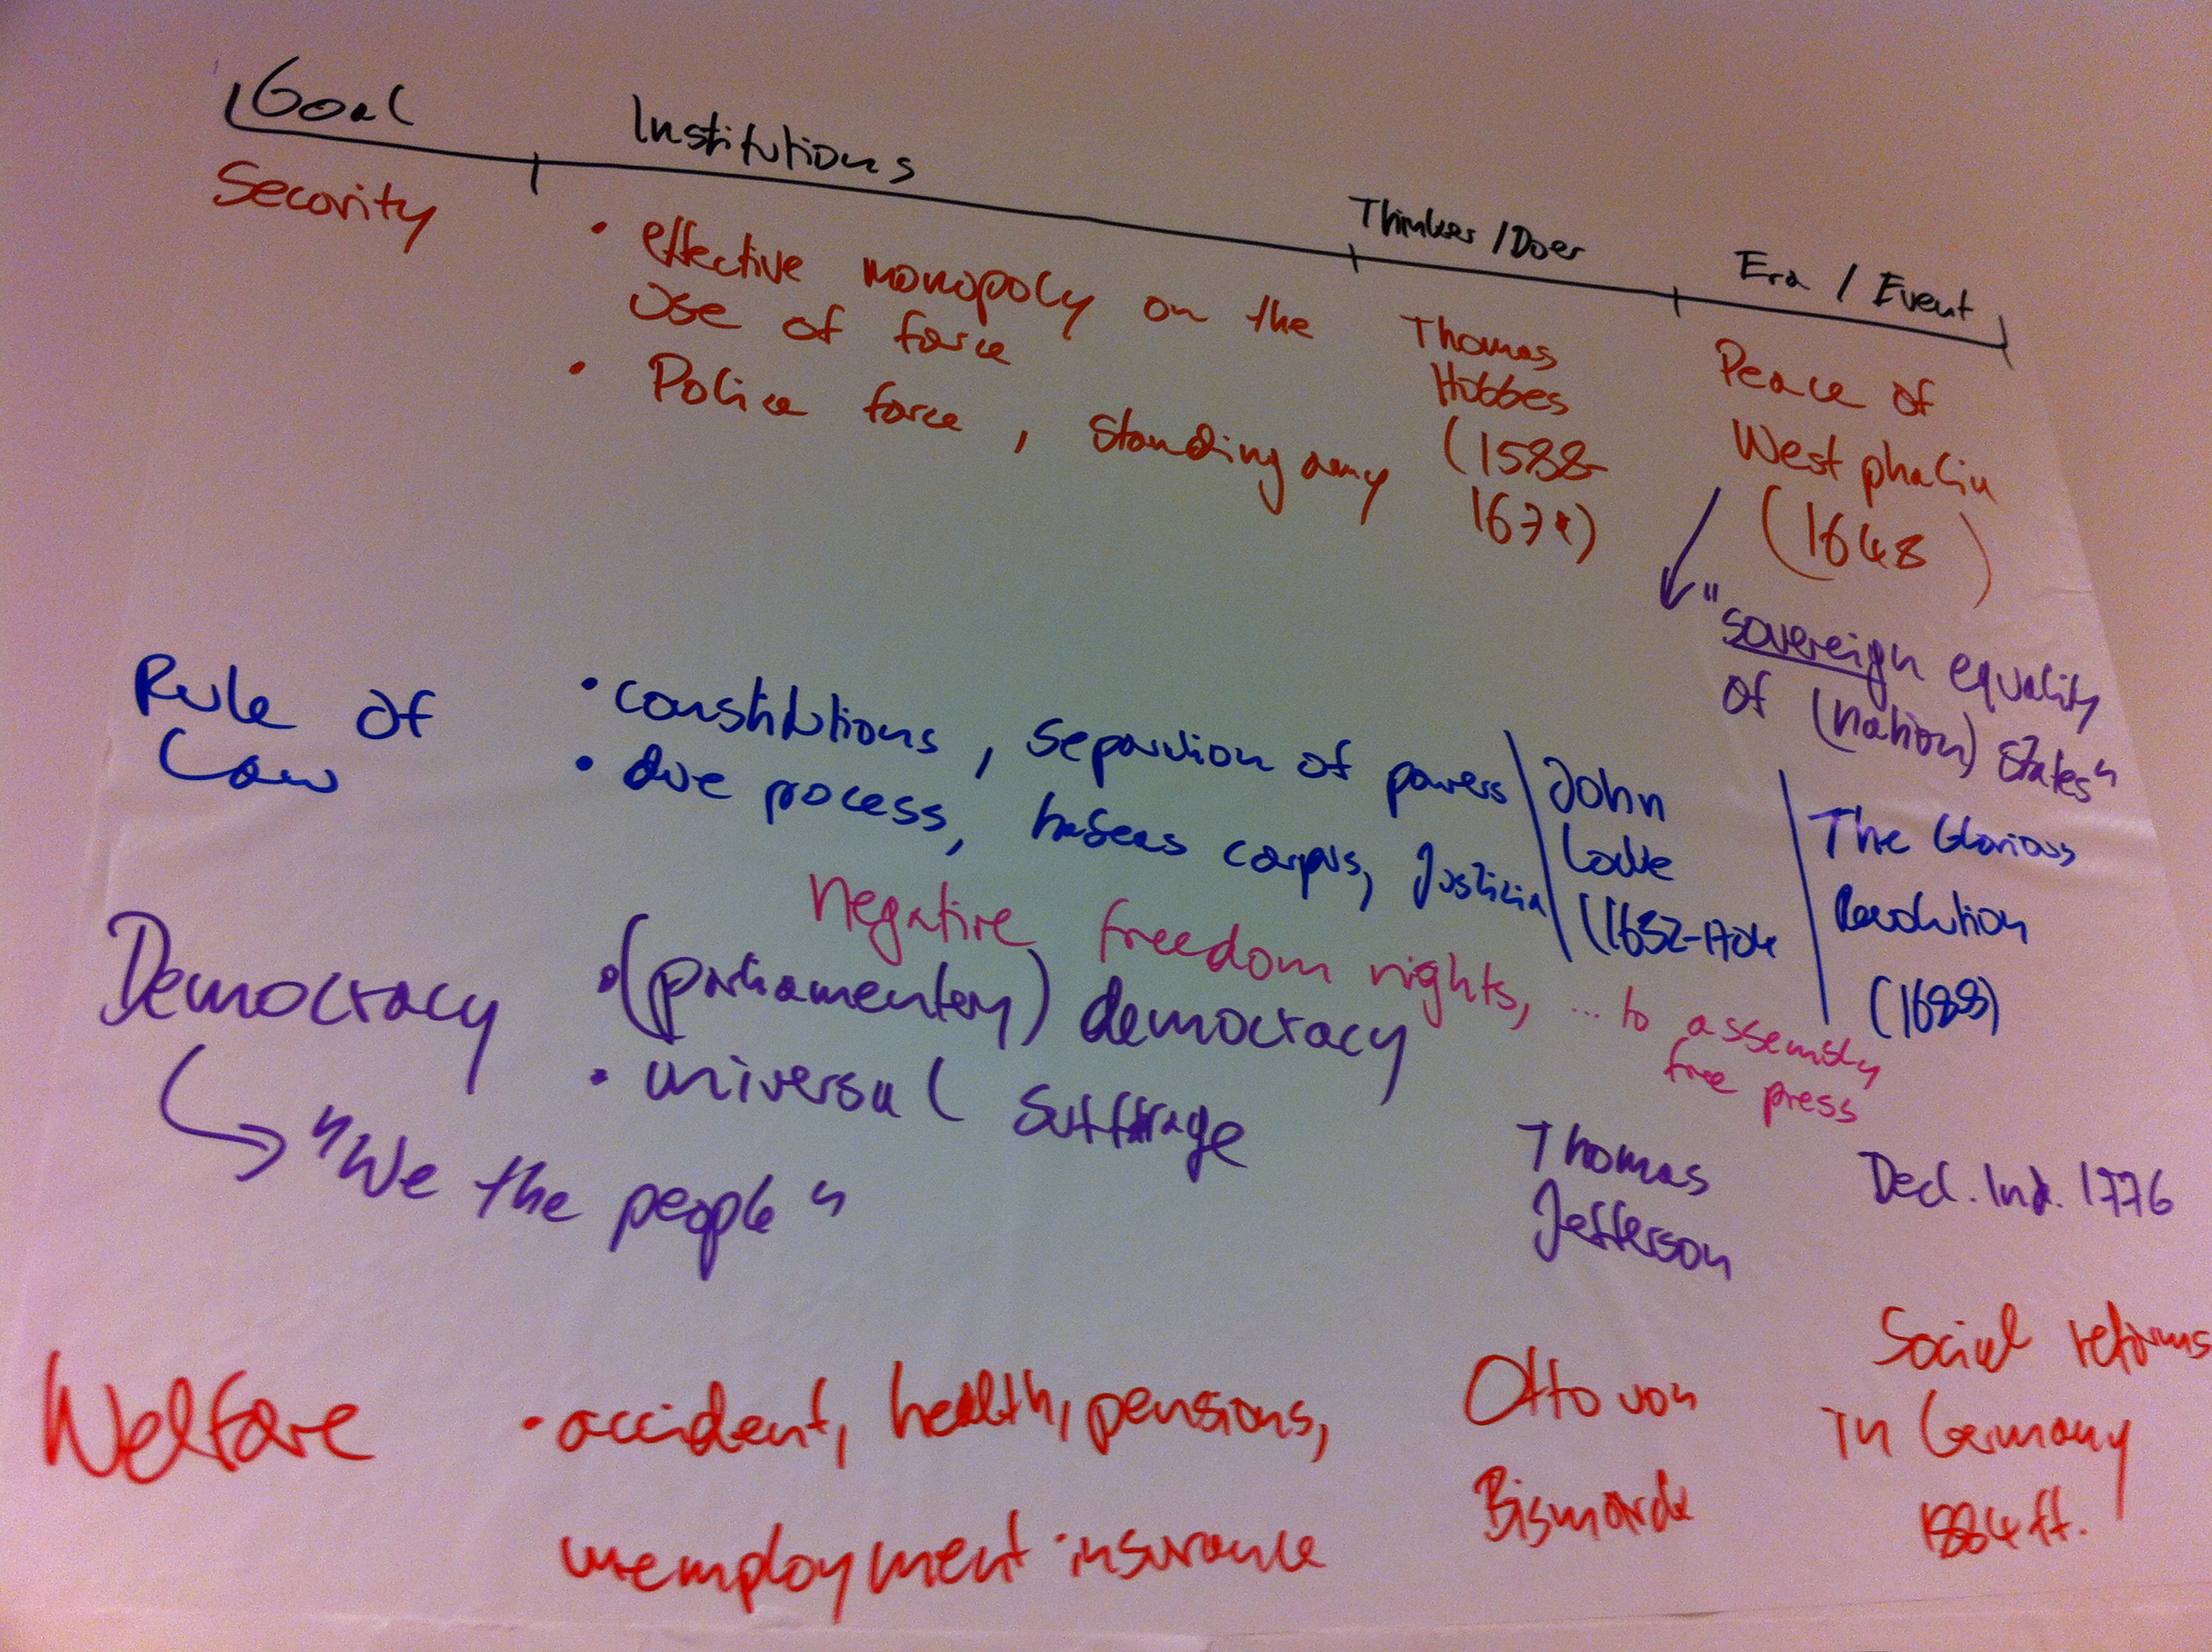 Goal Institutions Thinker / Doer Era / Event
Security
• effective monopoly on the
use of force
• Police force, standing army
Thomas
Hobbes
(1588-
Peace of
Westphalia
(1648)
"sovereign equality
of (nation) states"
Rule of
Law
• constitutions, separation of powers
• due process, habeas corpus, Justicia
John
Locke
(1632-1704
The Glorious
Revolution
(1688)
negative freedom rights, ... to assembly
free press
Democracy
"We the people"
• (parliamentary) democracy
• universal suffrage
Thomas
Jefferson
Decl. Ind. 1776
Welfare
• accident, health, pensions,
unemployment insurance
Otto von
Bismarck
Social reforms
in Germany
1884 ff.